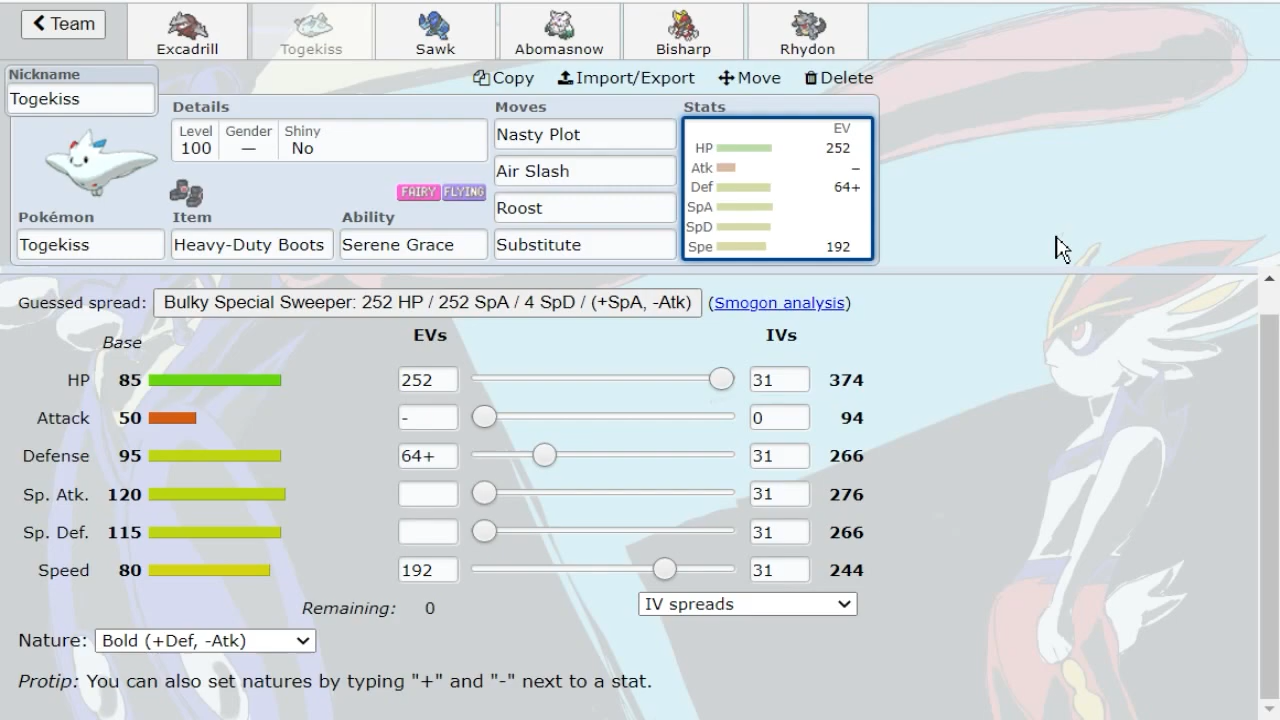 Team
Excadrill
Togekiss
Sawk
Abomasnow
Bisharp
Rhydon
Nickname
Togekiss
Copy Import/Export Move Delete
Details Moves Stats
Level Gender Shiny
100 — No
FAIRY FLYING
Pokémon Item Ability
Togekiss Heavy-Duty Boots Serene Grace
Nasty Plot
Air Slash
Roost
Substitute
EV
HP 252
Atk –
Def 64+
SpA
SpD
Spe 192
Guessed spread: Bulky Special Sweeper: 252 HP / 252 SpA / 4 SpD / (+SpA, -Atk) (Smogon analysis)
Base EVs IVs
HP 85 252 31 374
Attack 50 - 0 94
Defense 95 64+ 31 266
Sp. Atk. 120 31 276
Sp. Def. 115 31 266
Speed 80 192 31 244
Remaining: 0 IV spreads
Nature: Bold (+Def, -Atk)
Protip: You can also set natures by typing "+" and "-" next to a stat.